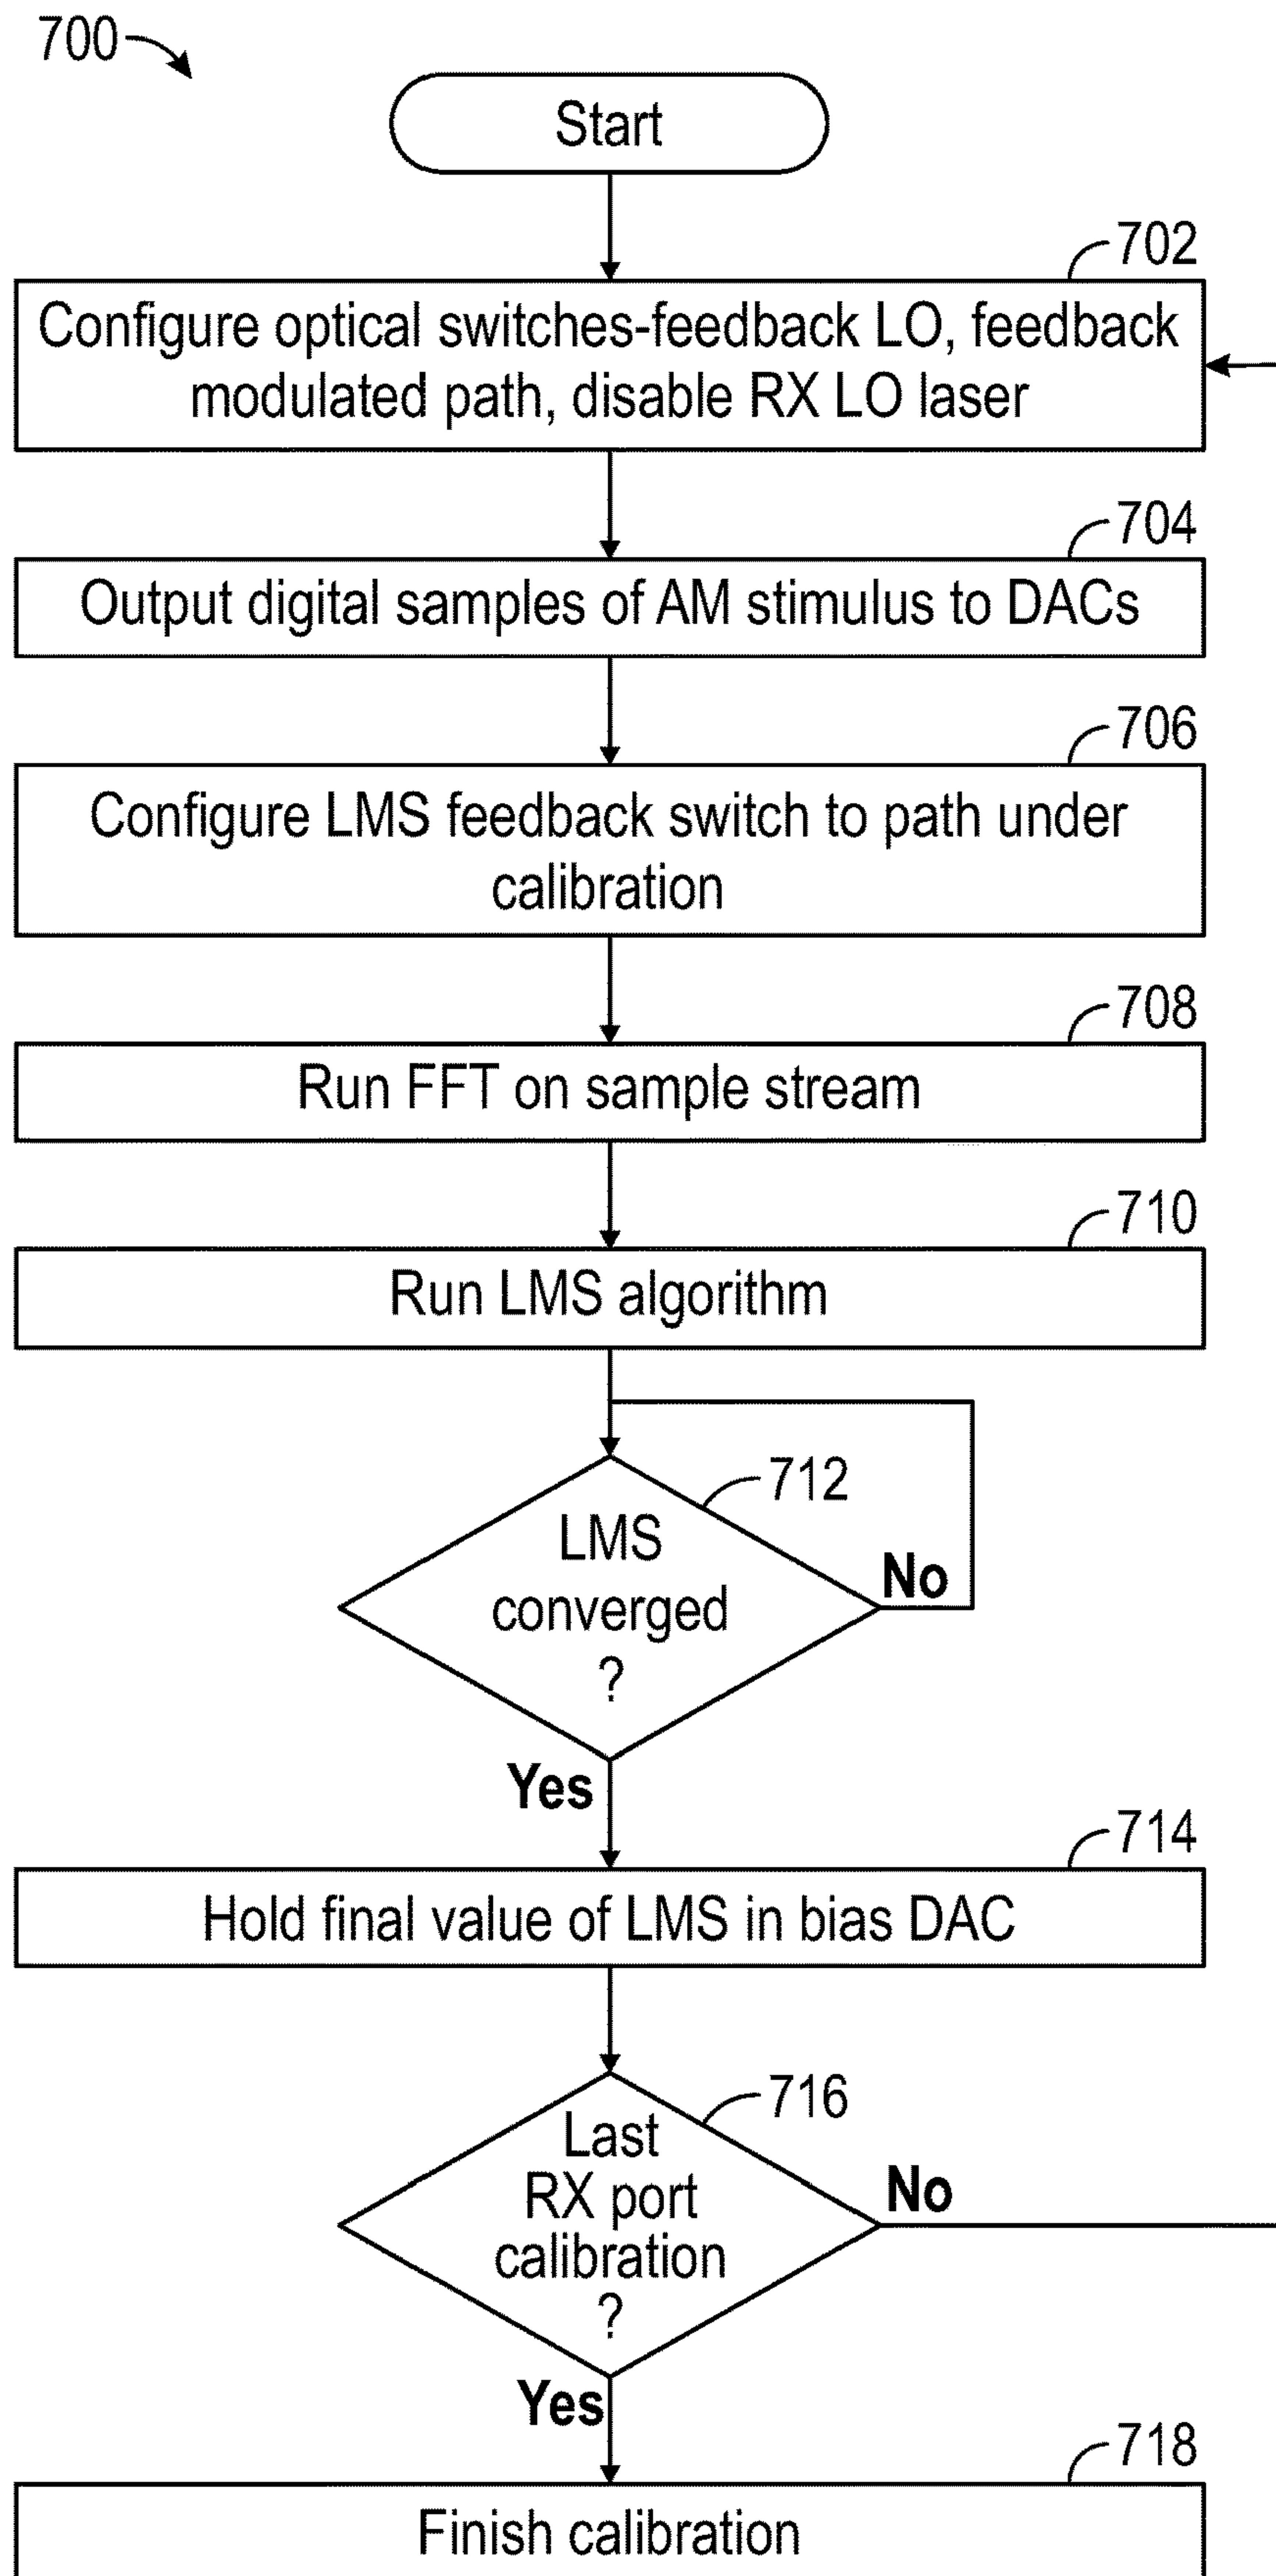 700
Start
702
Configure optical switches-feedback LO, feedback
modulated path, disable RX LO laser
704
Output digital samples of AM stimulus to DACs
706
Configure LMS feedback switch to path under
calibration
708
Run FFT on sample stream
710
Run LMS algorithm
712
LMS
converged
?
No
Yes
714
Hold final value of LMS in bias DAC
716
Last
RX port
calibration
?
No
Yes
718
Finish calibration